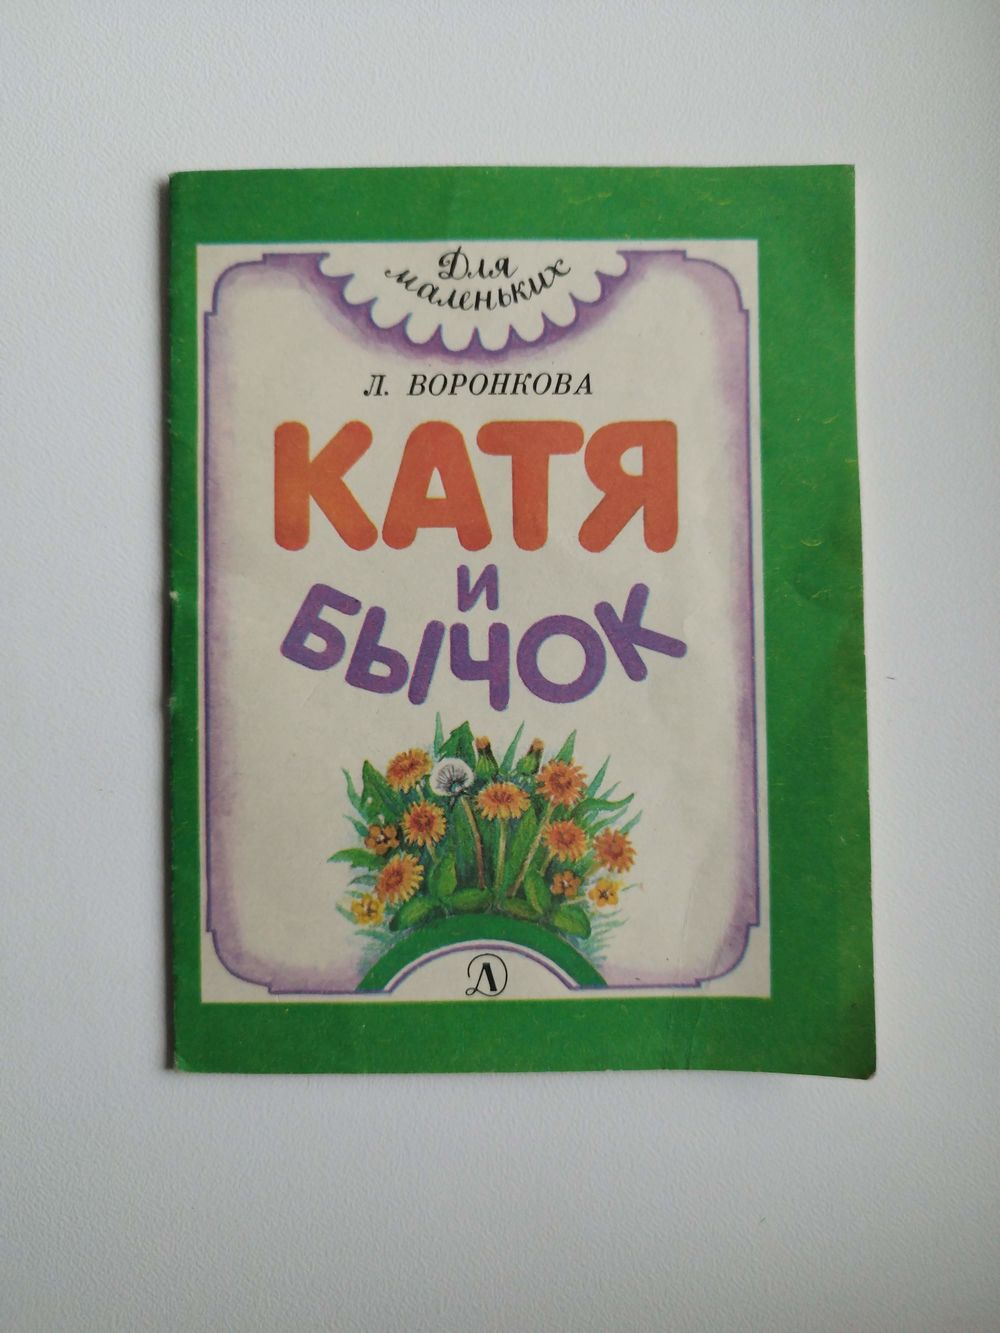 Для
маленьких
Л. ВОРОНКОВА
КАТЯ
И
БЫЧОК
Д